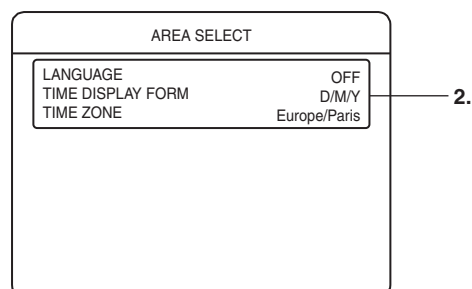 AREA SELECT
LANGUAGE OFF
TIME DISPLAY FORM D/M/Y
TIME ZONE Europe/Paris
2.